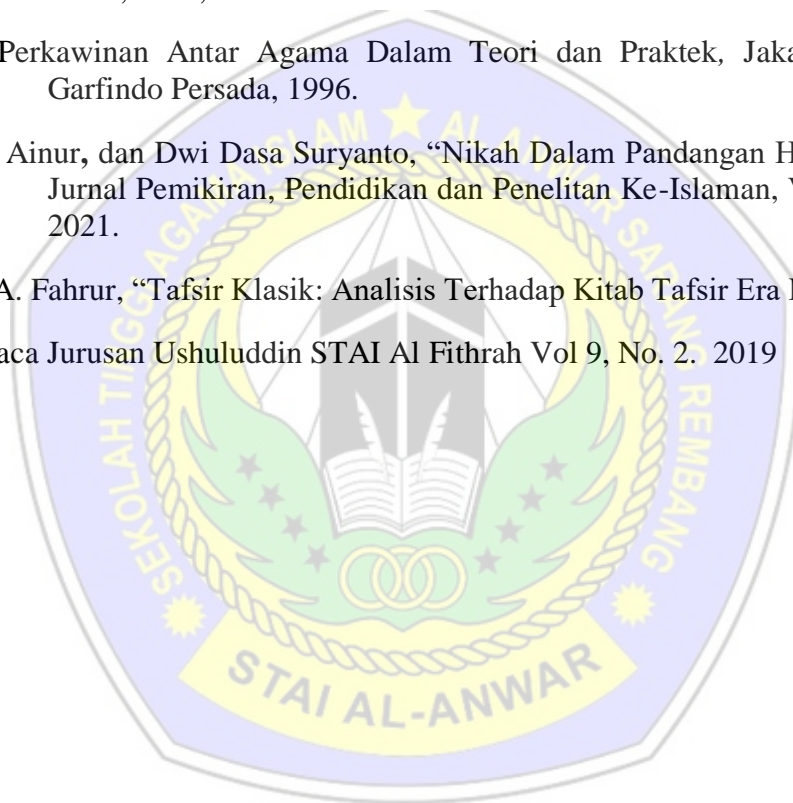 Perkawinan Antar Agama Dalam Teori dan Praktek, Jaka
Garfindo Persada, 1996.
Ainur, dan Dwi Dasa Suryanto, “Nikah Dalam Pandangan H
Jurnal Pemikiran, Pendidikan dan Penelitan Ke-Islaman, V
2021.
A. Fahrur, “Tafsir Klasik: Analisis Terhadap Kitab Tafsir Era
aca Jurusan Ushuluddin STAI Al Fithrah Vol 9, No. 2. 2019
SEKOLAH TINGGI AGAMA ISLAM AL-ANWAR SARANG REMBANG
STAI AL-ANWAR